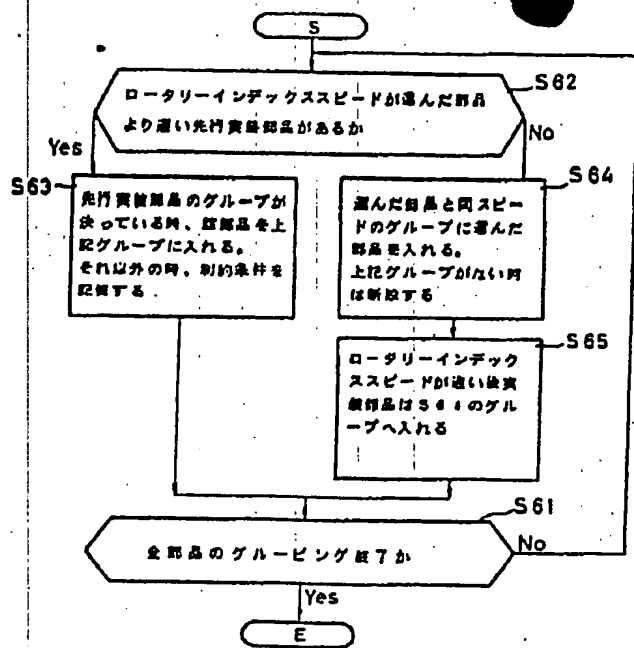 S
S62
ロータリーインデックススピードが選んだ部品
より遅い先行実装部品があるか
Yes
No
S63
先行実装部品のグループが
決っている時、該部品を上
記グループに入れる。
それ以外の時、制約条件を
記憶する
S64
選んだ部品と同スピー
ドのグループに選んだ
部品を入れる。
上記グループがない時
は新設する
S65
ロータリーインデック
ススピードが速い後実
装部品はS64のグル
ープへ入れる
S61
全部品のグルーピング終了か
No
Yes
E